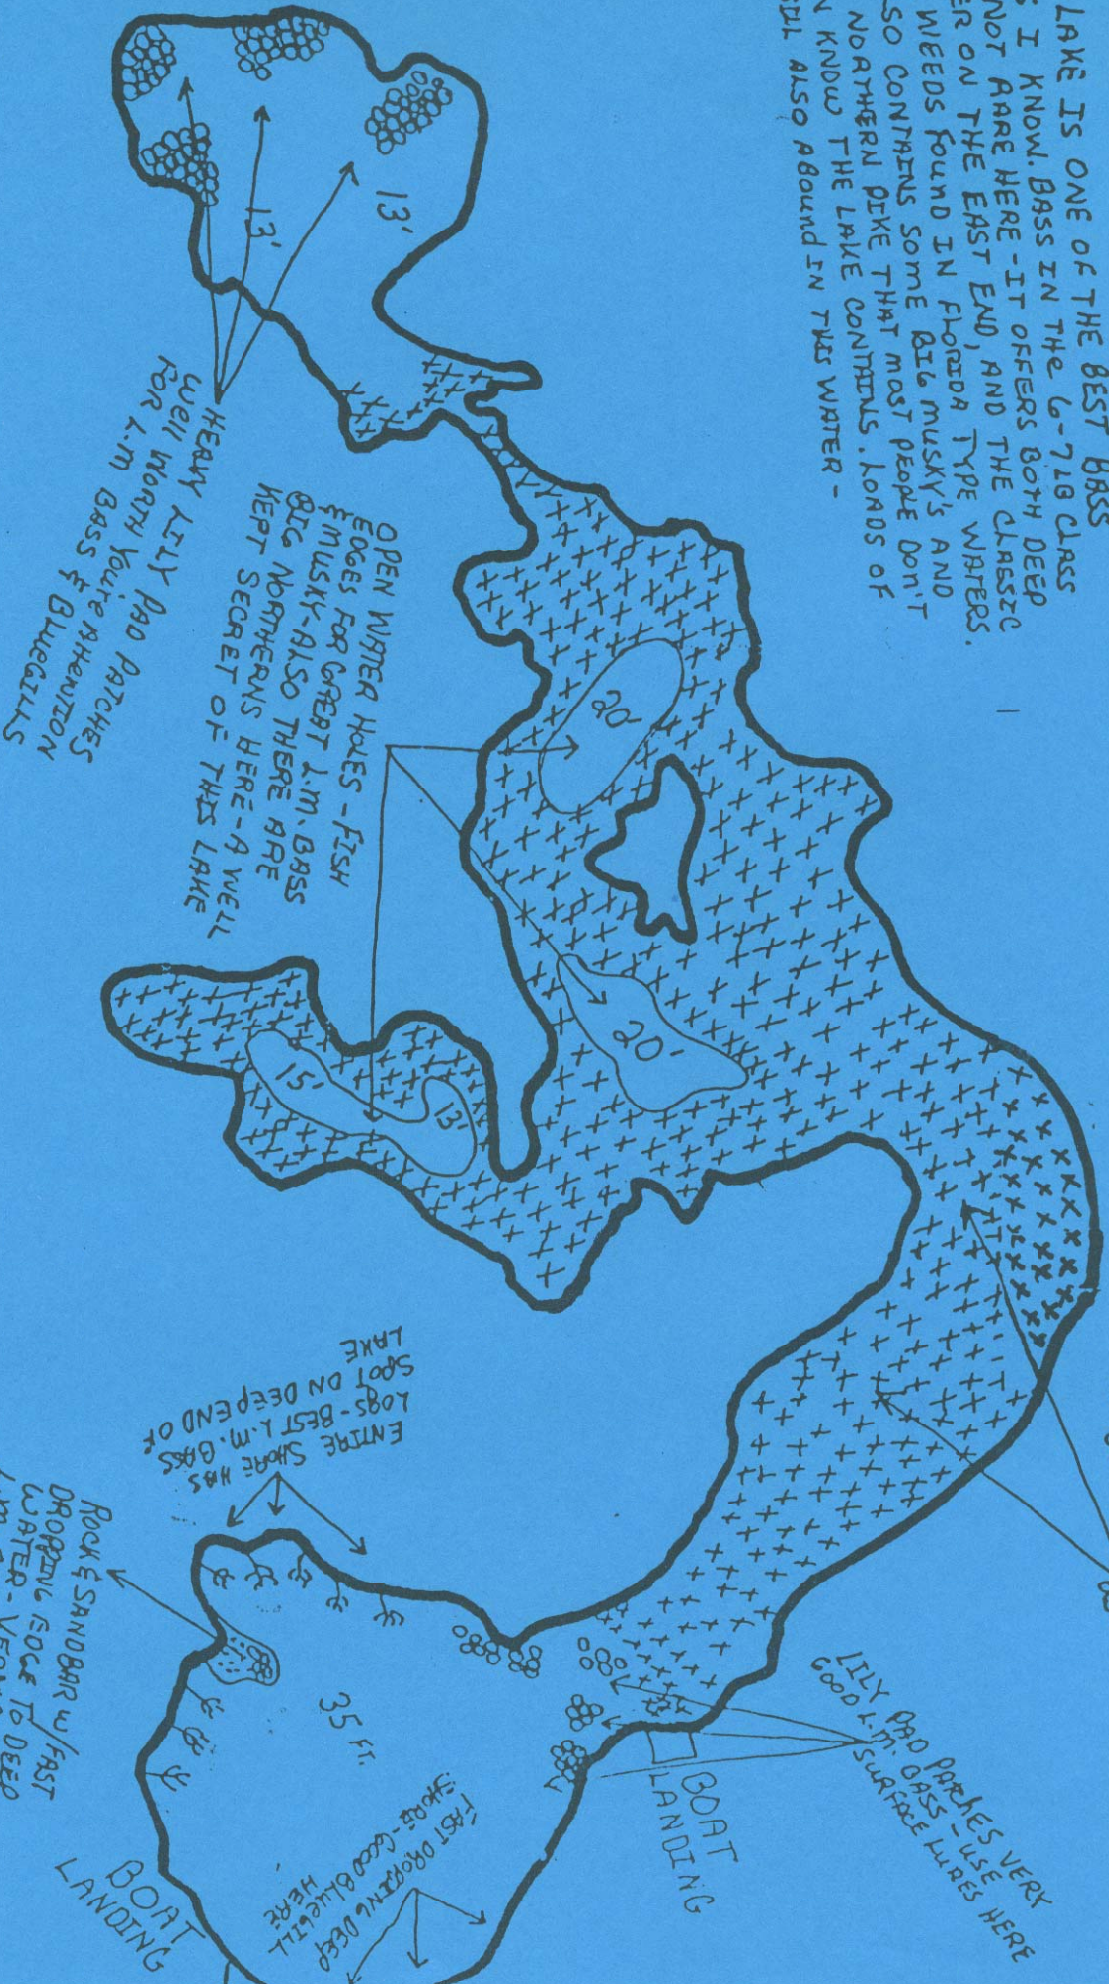 LAKE IS ONE OF THE BEST BASS
I KNOW. BASS IN THE 6-7 LB CLASS
NOT RARE HERE - IT OFFERS BOTH DEEP
ER ON THE EAST END, AND THE CLASSIC
WEEDS FOUND IN FLORIDA TYPE WATERS.
LSO CONTAINS SOME BIG MUSKY'S AND
NORTHERN PIKE THAT MOST PEOPLE DON'T
N KNOW THE LAKE CONTAINS. LOADS OF
GILL ALSO ABOUND IN THIS WATER -
13'
13'
HEAVY LILY PAD PATCHES
WELL WORTH YOU'RE ATTENTION
FOR L.M BASS & BLUEGILLS
OPEN WATER HOLES - FISH
EDGES FOR GREAT L.M. BASS
& MUSKY - ALSO THERE ARE
BIG NORTHERNS HERE - A WELL
KEPT SECRET OF THIS LAKE
20'
20'
15'
13'
ENTIRE SHORE HAS
LOGS - BEST L.M. BASS
SPOT ON DEEP END OF
LAKE
ROCK & SANDBAR W/ FAST
DROPPING EDGE TO DEEP
WATER -
35 FT.
LILY PAD PATCHES VERY
GOOD L.M. BASS - USE
SURFACE LURES HERE
BOAT
LANDING
FAST DROPPING DEEP
SHORE - GOOD BLUEGILL
HERE
BOAT
LANDING